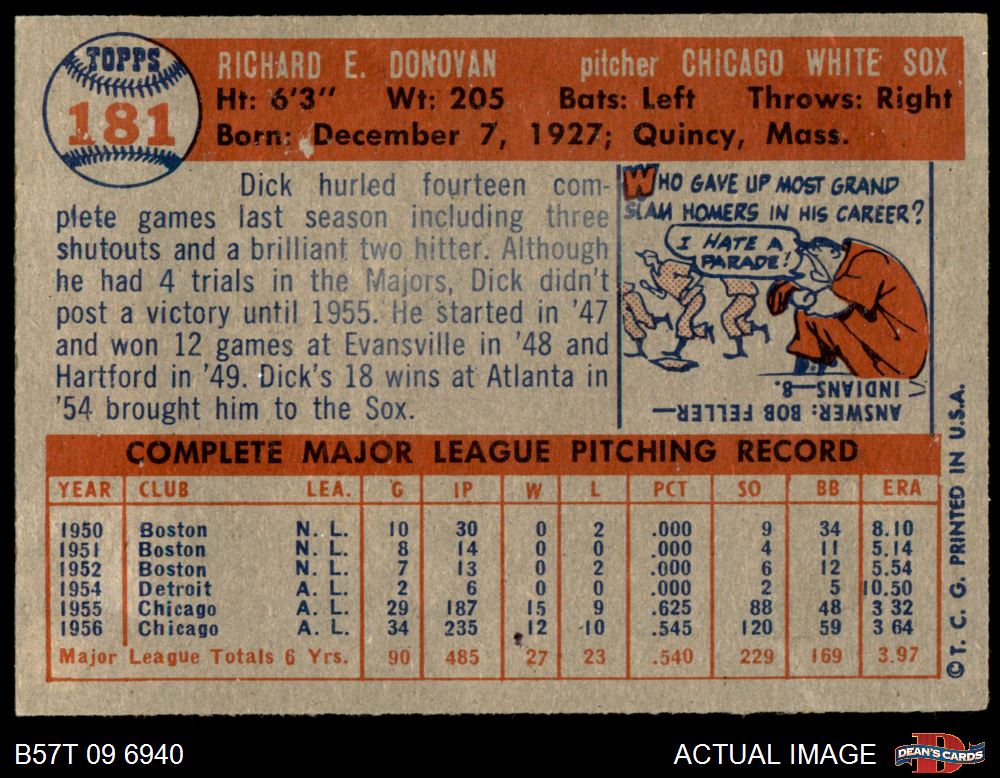 TOPPS
181
RICHARD E. DONOVAN pitcher CHICAGO WHITE SOX
Ht: 6'3" Wt: 205 Bats: Left Throws: Right
Born: December 7, 1927; Quincy, Mass.
Dick hurled fourteen com-
plete games last season including three
shutouts and a brilliant two hitter. Although
he had 4 trials in the Majors, Dick didn't
post a victory until 1955. He started in '47
and won 12 games at Evansville in '48 and
Hartford in '49. Dick's 18 wins at Atlanta in
'54 brought him to the Sox.
WHO GAVE UP MOST GRAND
SLAM HOMERS IN HIS CAREER?
I HATE A
PARADE!
ANSWER: BOB FELLER—
INDIANS—8.
COMPLETE MAJOR LEAGUE PITCHING RECORD
YEAR CLUB LEA. G IP W L PCT SO BB ERA
1950 Boston N. L. 10 30 0 2 .000 9 34 8.10
1951 Boston N. L. 8 14 0 0 .000 4 11 5.14
1952 Boston N. L. 7 13 0 2 .000 6 12 5.54
1954 Detroit A. L. 2 6 0 0 .000 2 5 10.50
1955 Chicago A. L. 29 187 15 9 .625 88 48 3 32
1956 Chicago A. L. 34 235 12 10 .545 120 59 3 64
Major League Totals 6 Yrs. 90 485 27 23 .540 229 169 3.97
© T. C. G. PRINTED IN U.S.A.
B57T 09 6940
ACTUAL IMAGE
DEAN'S CARDS